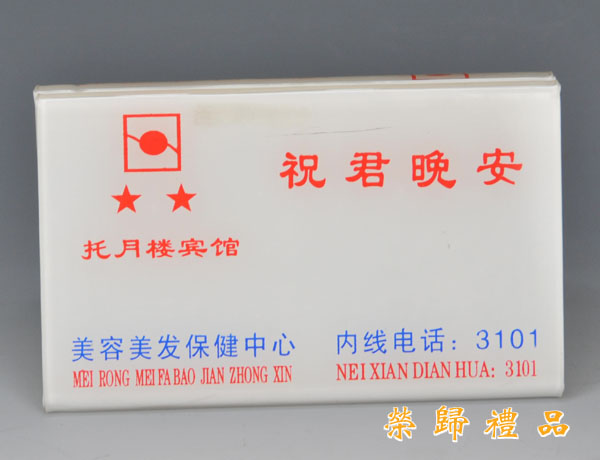 祝君晚安
托月楼宾馆
美容美发保健中心
MEI RONG MEI FA BAO JIAN ZHONG XIN
内线电话：3101
NEI XIAN DIAN HUA: 3101
榮歸禮品